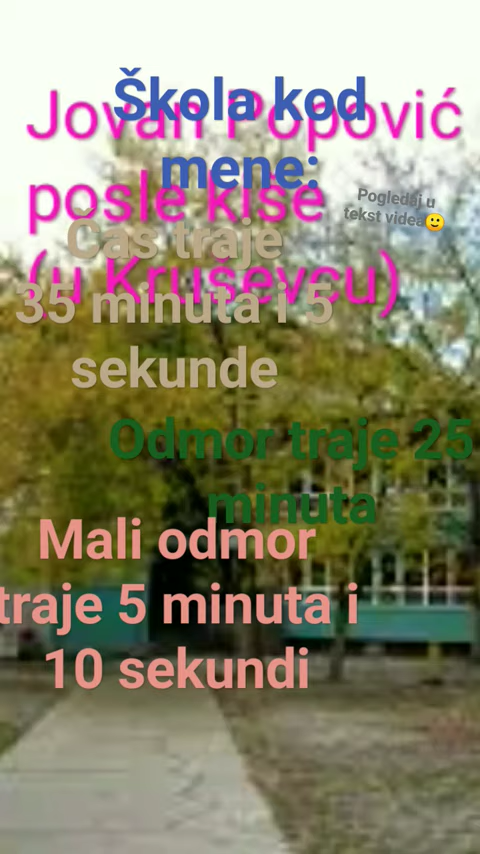 Škola kod
mene:
Jovan Popović
posle kiše
(u Kruševcu)
Pogledaj u
tekst videa🙂
Čas traje
35 minuta i 5
sekunde
Odmor traje 25
minuta
Mali odmor
traje 5 minuta i
10 sekundi